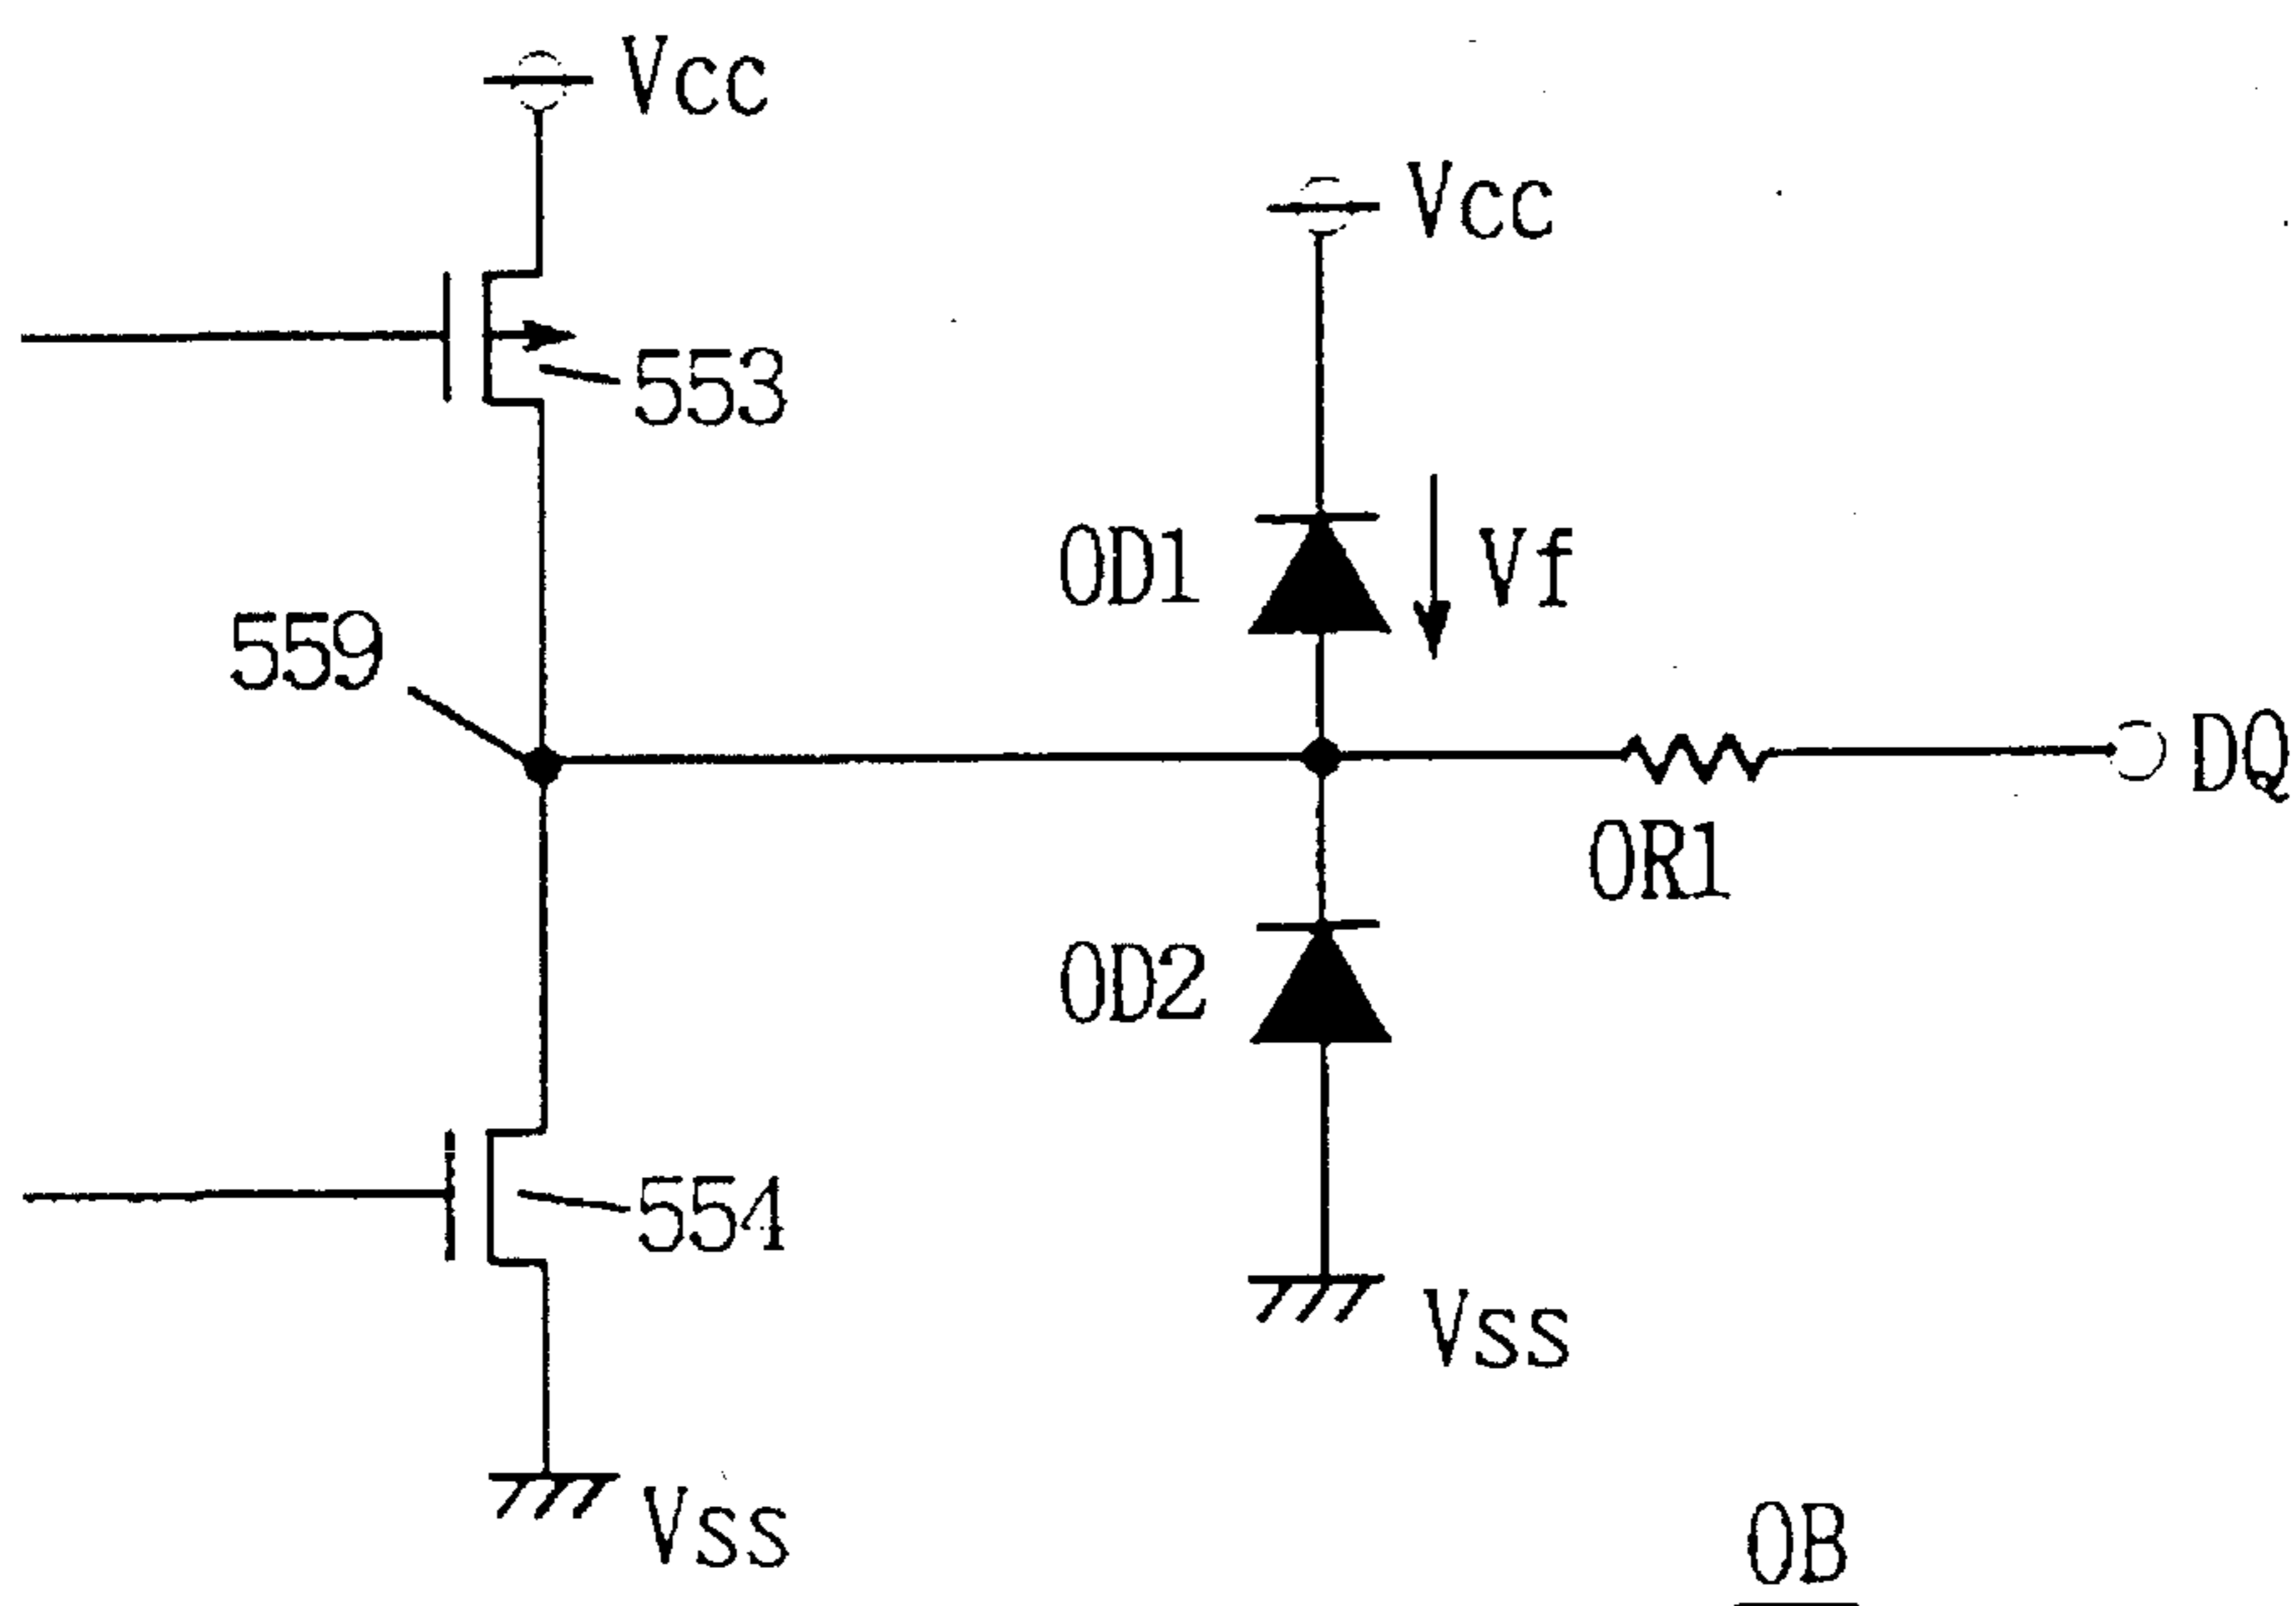 Vcc
Vcc
553
OD1
Vf
559
DQ
OR1
OD2
554
Vss
Vss
OB